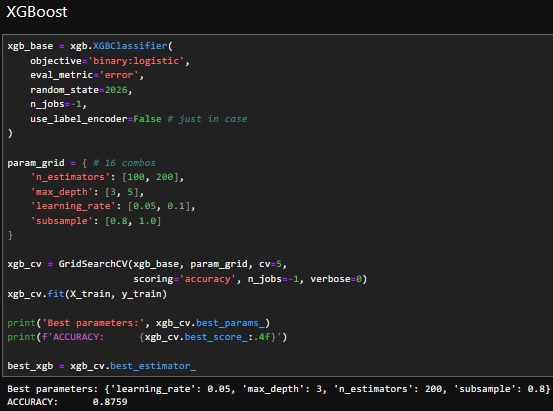 XGBoost
xgb_base = xgb.XGBClassifier(
    objective='binary:logistic',
    eval_metric='error',
    random_state=2026,
    n_jobs=-1,
    use_label_encoder=False # just in case
)
param_grid = { # 16 combos
    'n_estimators': [100, 200],
    'max_depth': [3, 5],
    'learning_rate': [0.05, 0.1],
    'subsample': [0.8, 1.0]
}
xgb_cv = GridSearchCV(xgb_base, param_grid, cv=5,
                      scoring='accuracy', n_jobs=-1, verbose=0)
xgb_cv.fit(X_train, y_train)
print('Best parameters:', xgb_cv.best_params_)
print(f'ACCURACY:      {xgb_cv.best_score_:.4f}')
best_xgb = xgb_cv.best_estimator_
Best parameters: {'learning_rate': 0.05, 'max_depth': 3, 'n_estimators': 200, 'subsample': 0.8}
ACCURACY:      0.8759